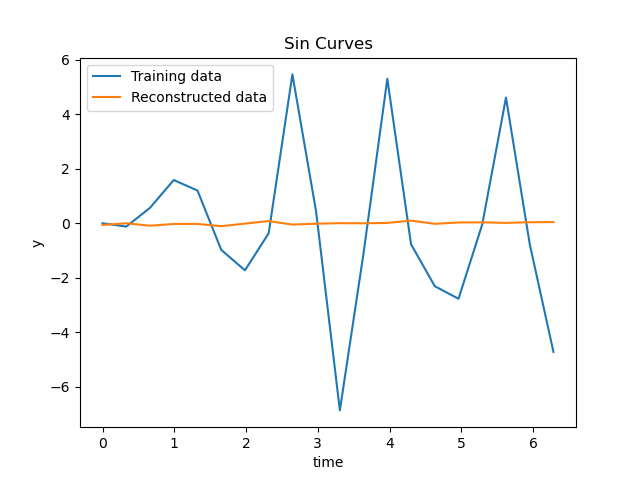 Sin Curves
Training data
Reconstructed data
6
4
2
0
−2
−4
−6
y
0 1 2 3 4 5 6
time